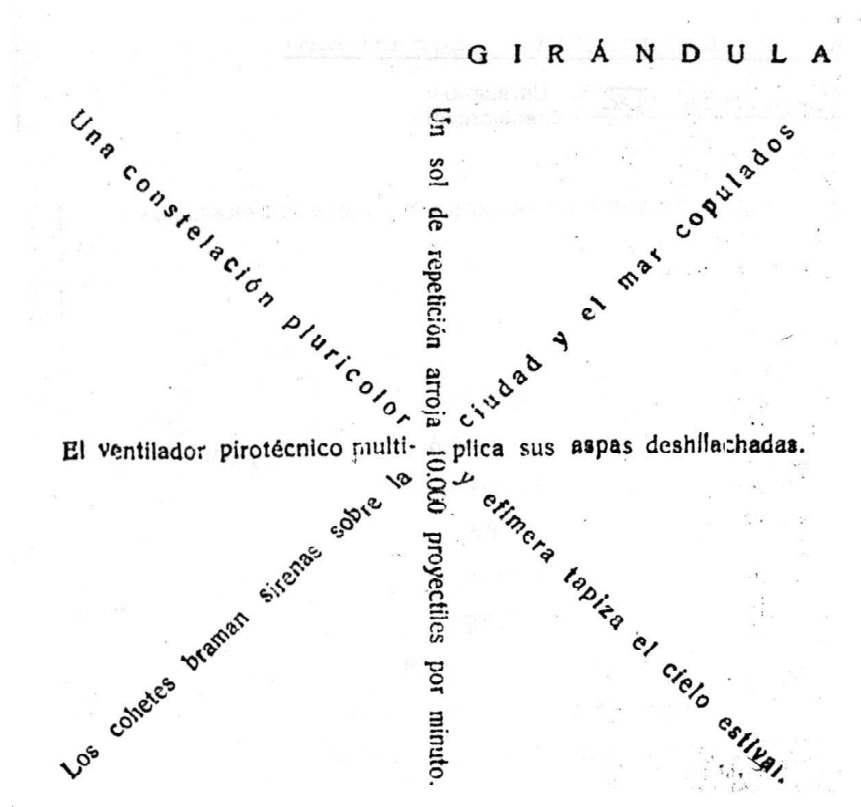 GIRÁNDULA
Una constelación pluricolor y efímera tapiza el cielo estival.
Un sol de repetición arroja 10.000 proyectiles por minuto.
Los cohetes braman sirenas sobre la ciudad y el mar copulados
El ventilador pirotécnico multi- plica sus aspas deshilachadas.